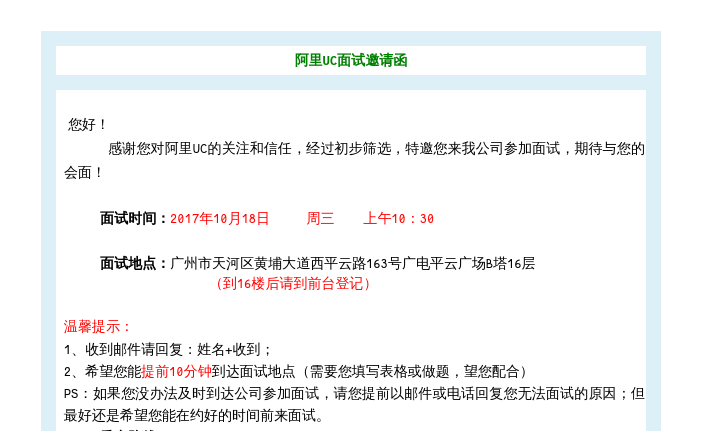 阿里UC面试邀请函
您好！
感谢您对阿里UC的关注和信任，经过初步筛选，特邀您来我公司参加面试，期待与您的
会面！
面试时间：2017年10月18日 周三 上午10：30
面试地点：广州市天河区黄埔大道西平云路163号广电平云广场B塔16层
（到16楼后请到前台登记）
温馨提示：
1、收到邮件请回复：姓名+收到；
2、希望您能提前10分钟到达面试地点（需要您填写表格或做题，望您配合）
PS：如果您没办法及时到达公司参加面试，请您提前以邮件或电话回复您无法面试的原因；但
最好还是希望您能在约好的时间前来面试。